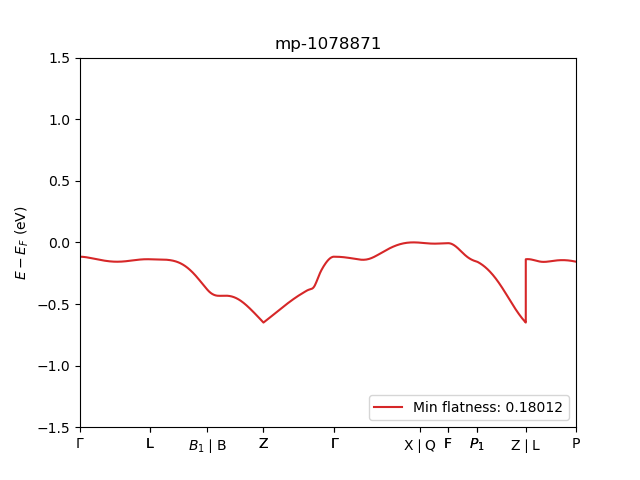 mp-1078871
1.5
1.0
0.5
0.0
−0.5
−1.0
−1.5
E − E_F (eV)
Min flatness: 0.18012
Γ L B₁ | B Z Γ X | Q F P₁ Z | L P